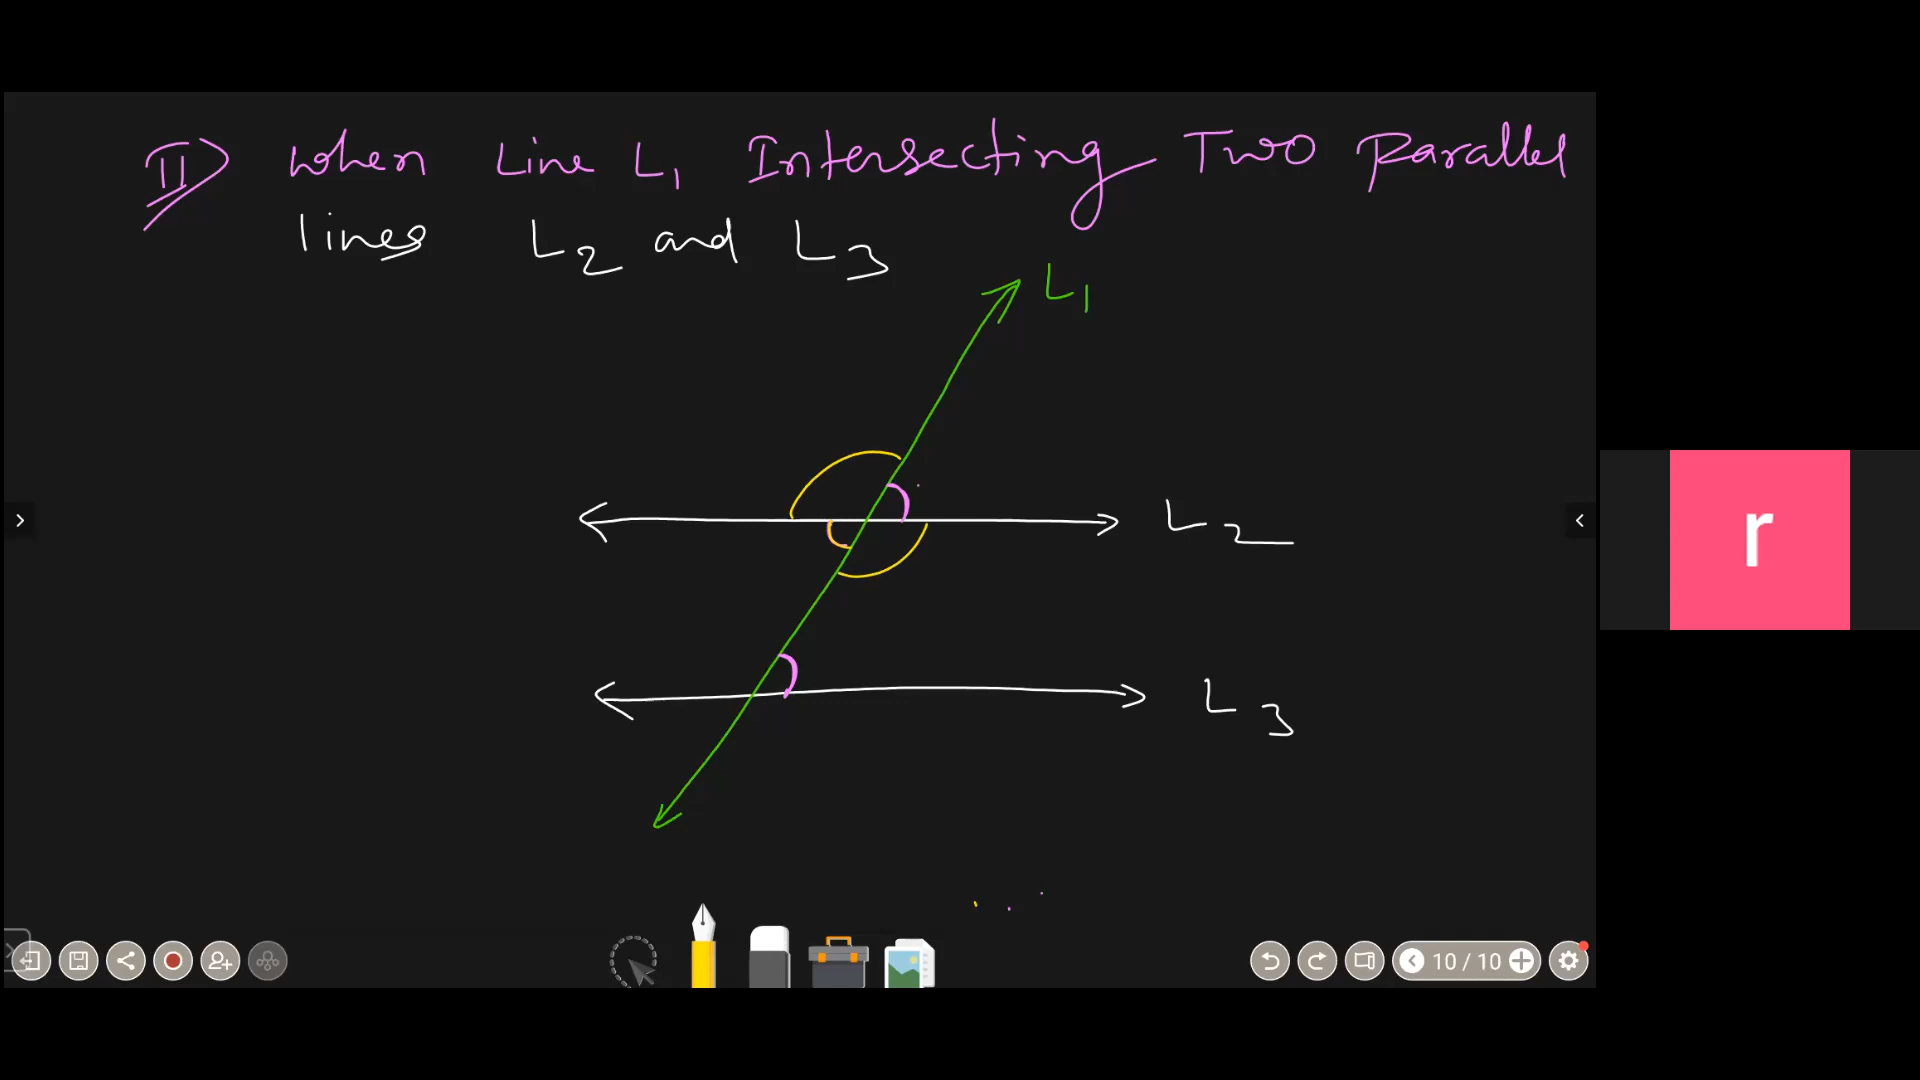 II) When Line L1 Intersecting Two Parallel
lines L2 and L3
L1
L2
r
L3
10 / 10